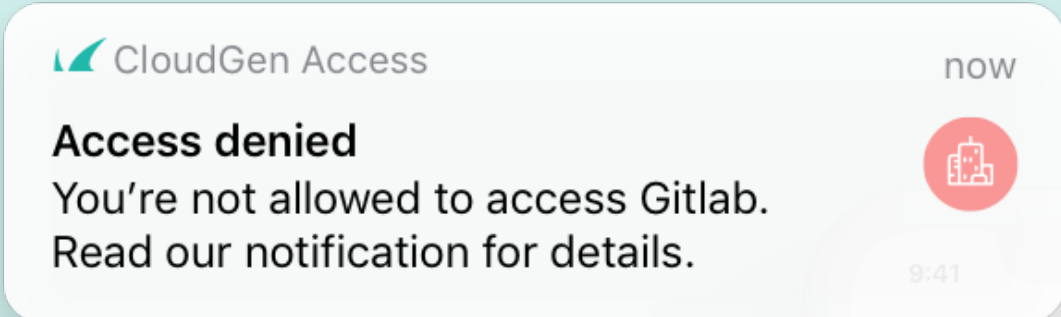 CloudGen Access
now
Access denied
You’re not allowed to access Gitlab.
Read our notification for details.
9:41